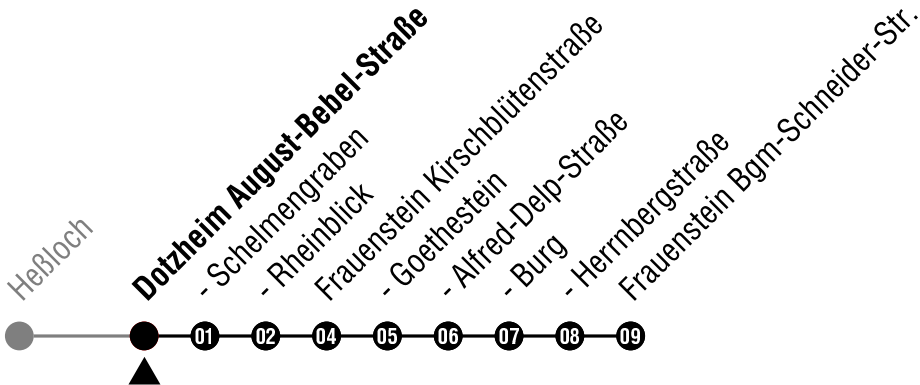 Heßloch
Dotzheim August-Bebel-Straße
- Schelmengraben
- Rheinblick
Frauenstein Kirschblütenstraße
- Goethestein
- Alfred-Delp-Straße
- Burg
- Herrnbergstraße
Frauenstein Bgm-Schneider-Str.
01 02 04 05 06 07 08 09